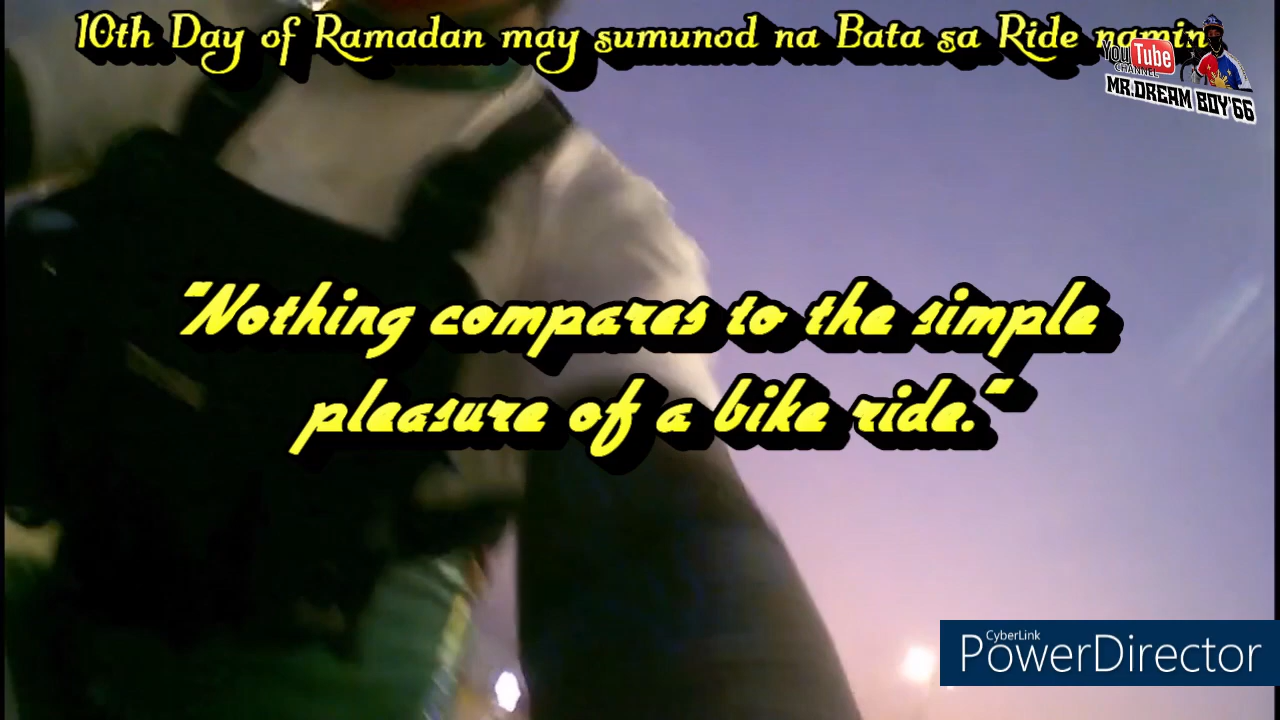 10th Day of Ramadan may sumunod na Bata sa Ride namin
YouTube
CHANNEL
MR.DREAM BOY'66
"Nothing compares to the simple
pleasure of a bike ride."
CyberLink
PowerDirector